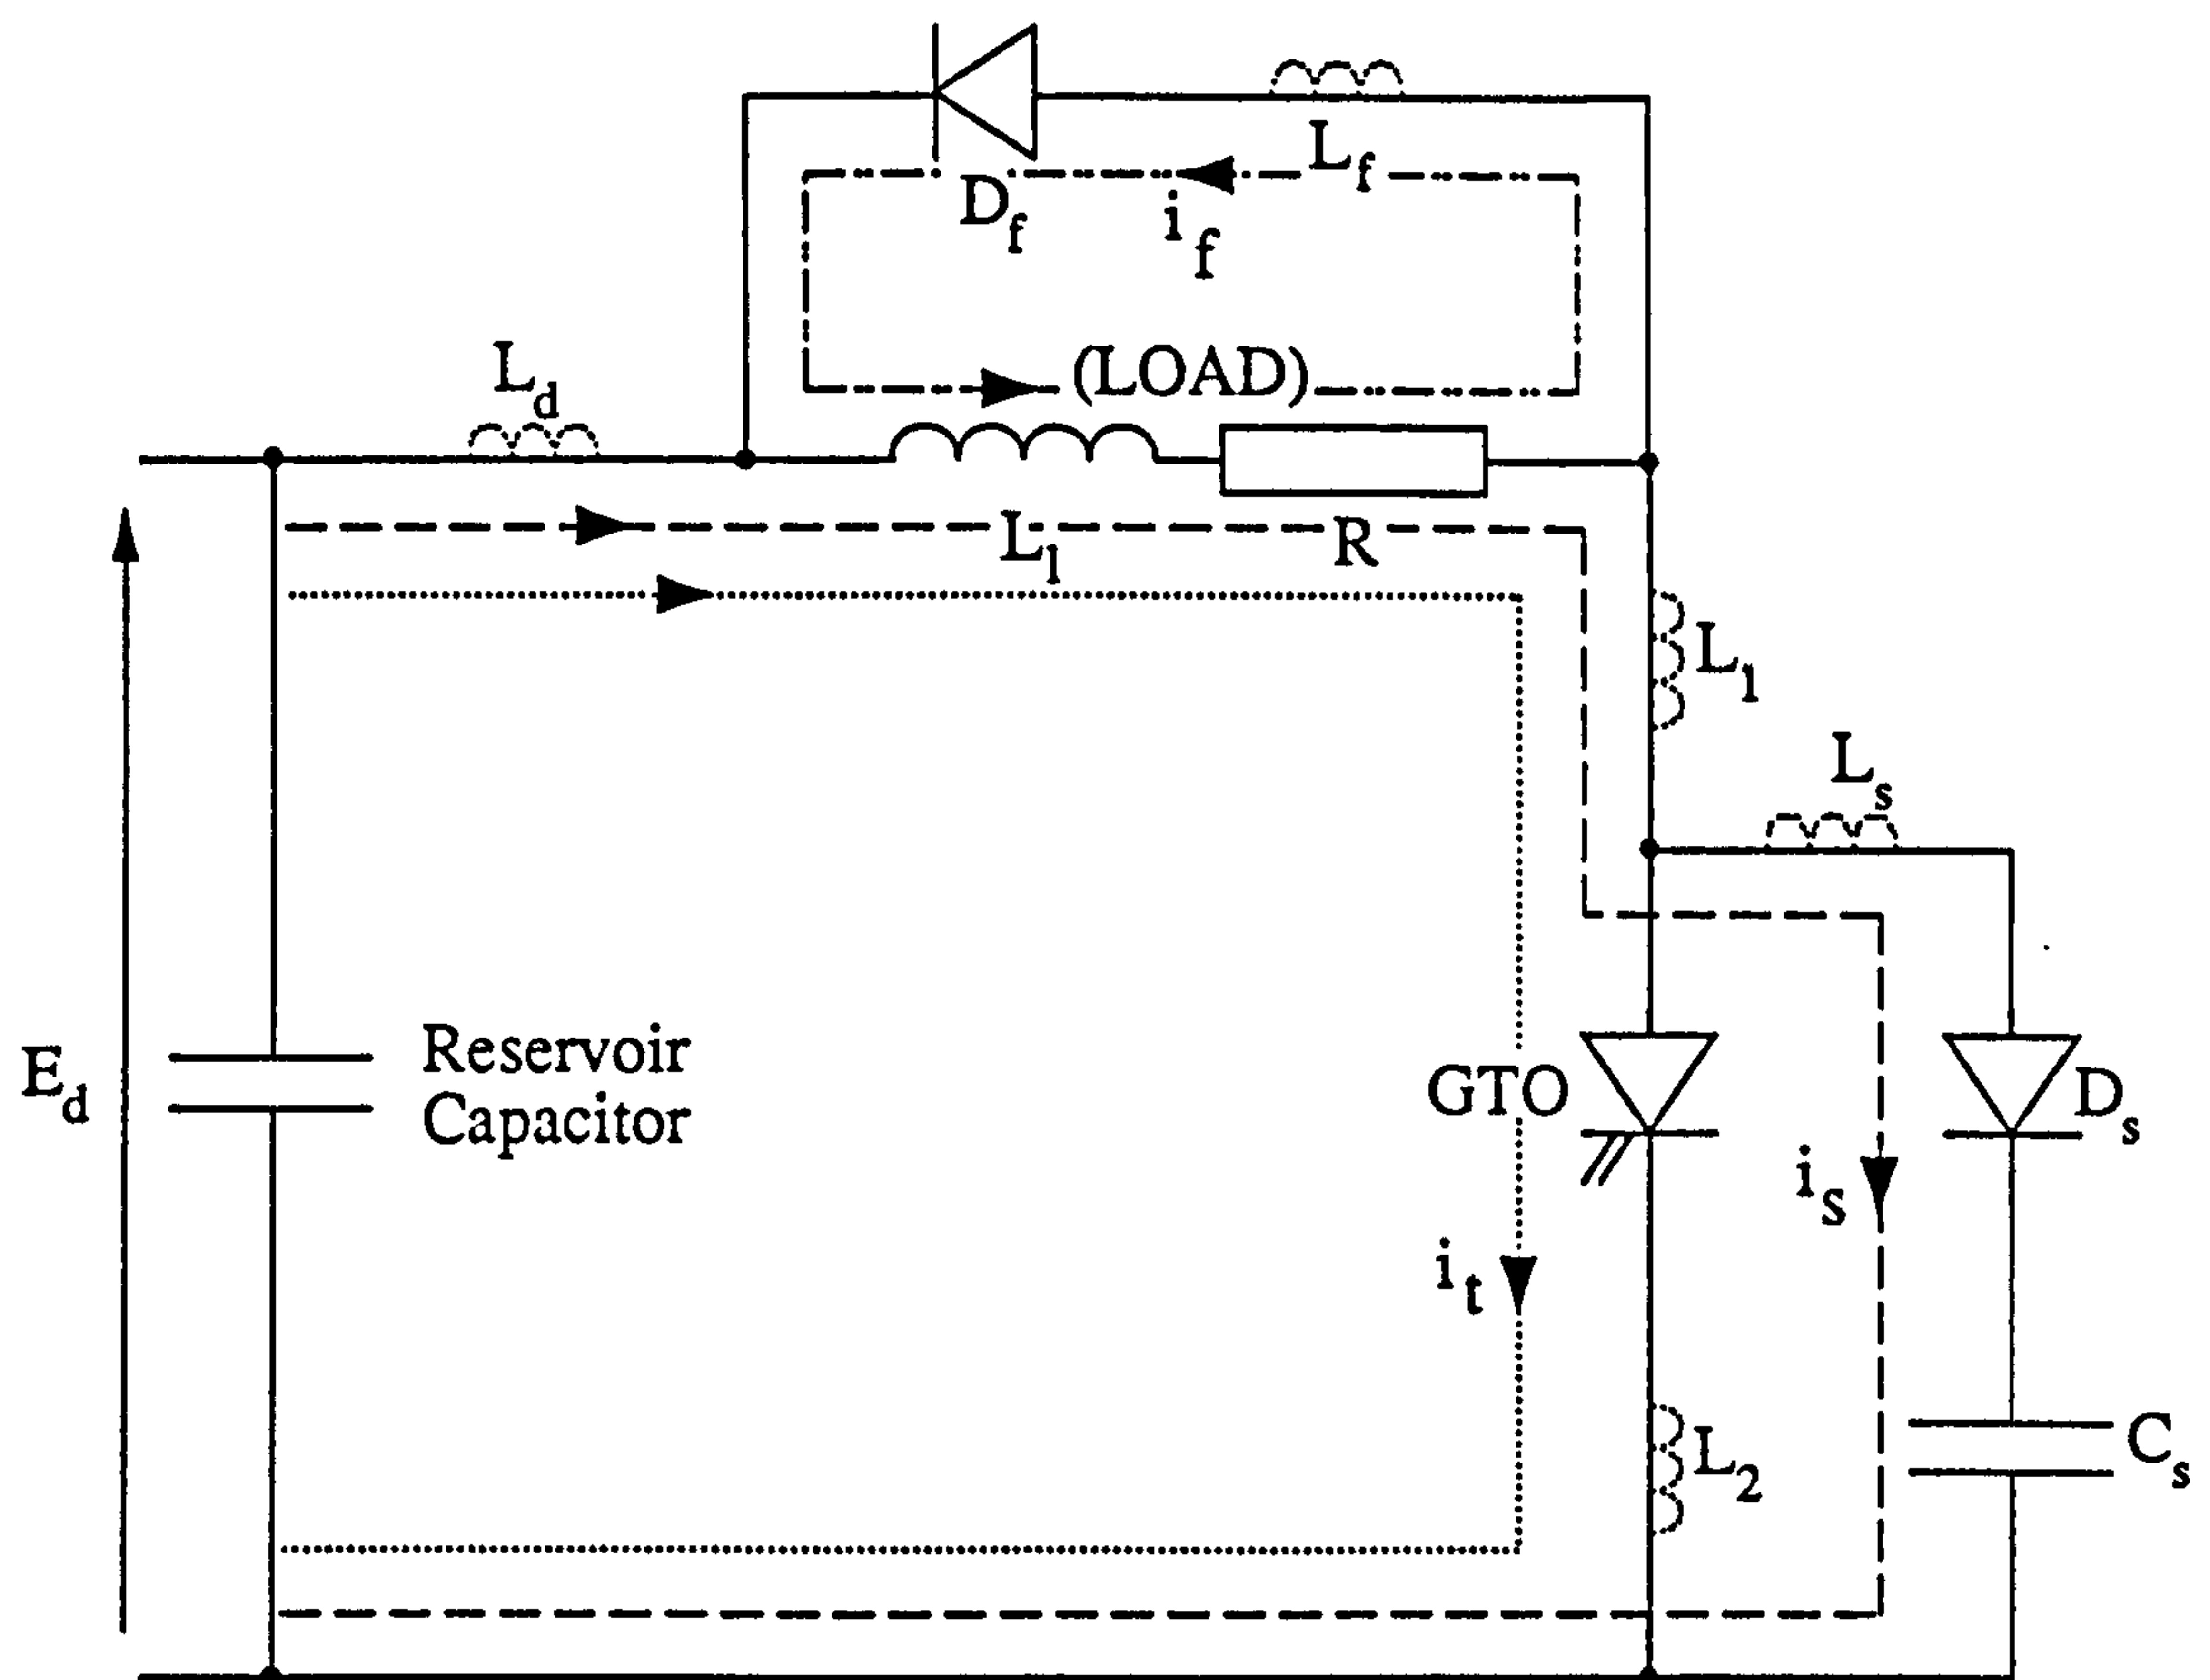 L_f
D_f
i_f
(LOAD)
L_d
L_l
R
L_1
L_s
E_d
Reservoir
Capacitor
GTO
D_s
i_s
i_t
L_2
C_s